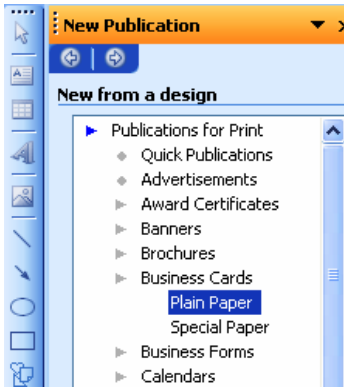 New Publication
New from a design
Publications for Print
Quick Publications
Advertisements
Award Certificates
Banners
Brochures
Business Cards
Plain Paper
Special Paper
Business Forms
Calendars